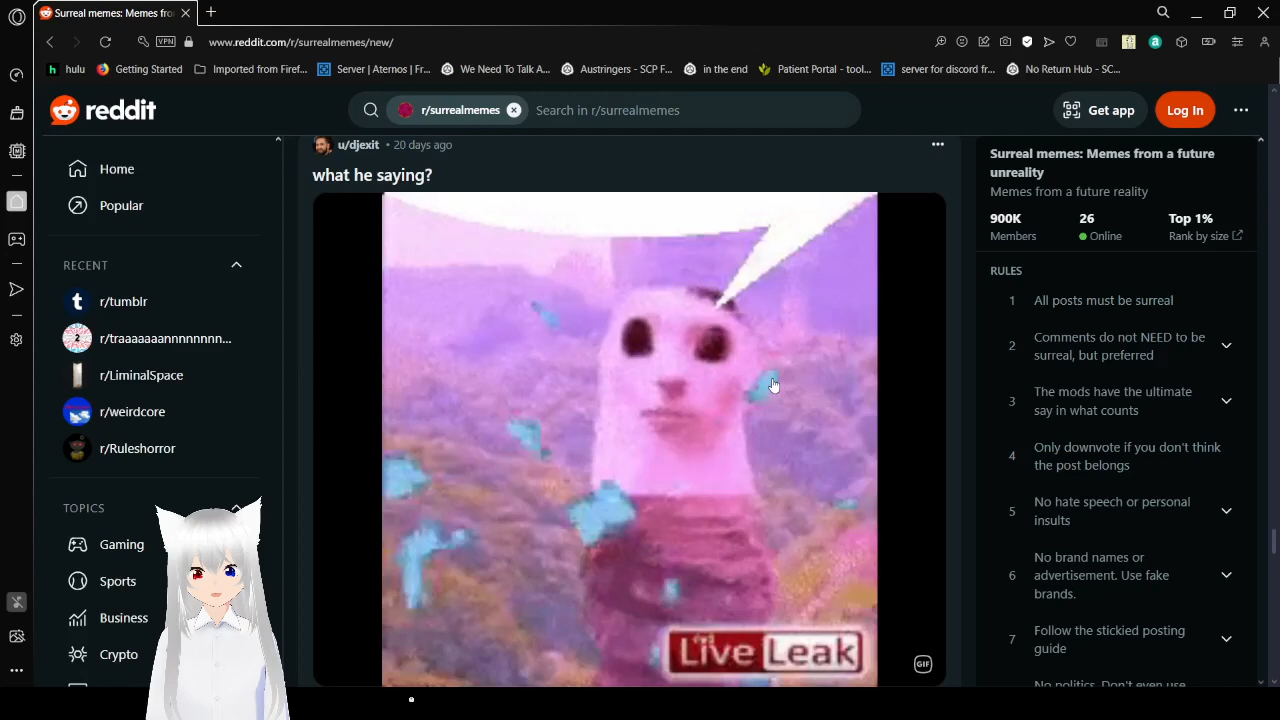 Surreal memes: Memes fro
www.reddit.com/r/surrealmemes/new/
VPN
hulu
Getting Started
Imported from Firef...
Server | Aternos | Fr...
We Need To Talk A...
Austringers - SCP F...
in the end
Patient Portal - tool...
server for discord fr...
No Return Hub - SC...
reddit
r/surrealmemes
Search in r/surrealmemes
Get app
Log In
Home
Popular
RECENT
r/tumblr
r/traaaaaaannnnnnnn...
r/LiminalSpace
r/weirdcore
r/Ruleshorror
TOPICS
Gaming
Sports
Business
Crypto
u/djexit • 20 days ago
what he saying?
Live Leak
GIF
Surreal memes: Memes from a future
unreality
Memes from a future reality
900K
Members
26
Online
Top 1%
Rank by size
RULES
1 All posts must be surreal
2 Comments do not NEED to be
surreal, but preferred
3 The mods have the ultimate
say in what counts
4 Only downvote if you don't think
the post belongs
5 No hate speech or personal
insults
6 No brand names or
advertisement. Use fake
brands.
7 Follow the stickied posting
guide
No politics. Don't even use